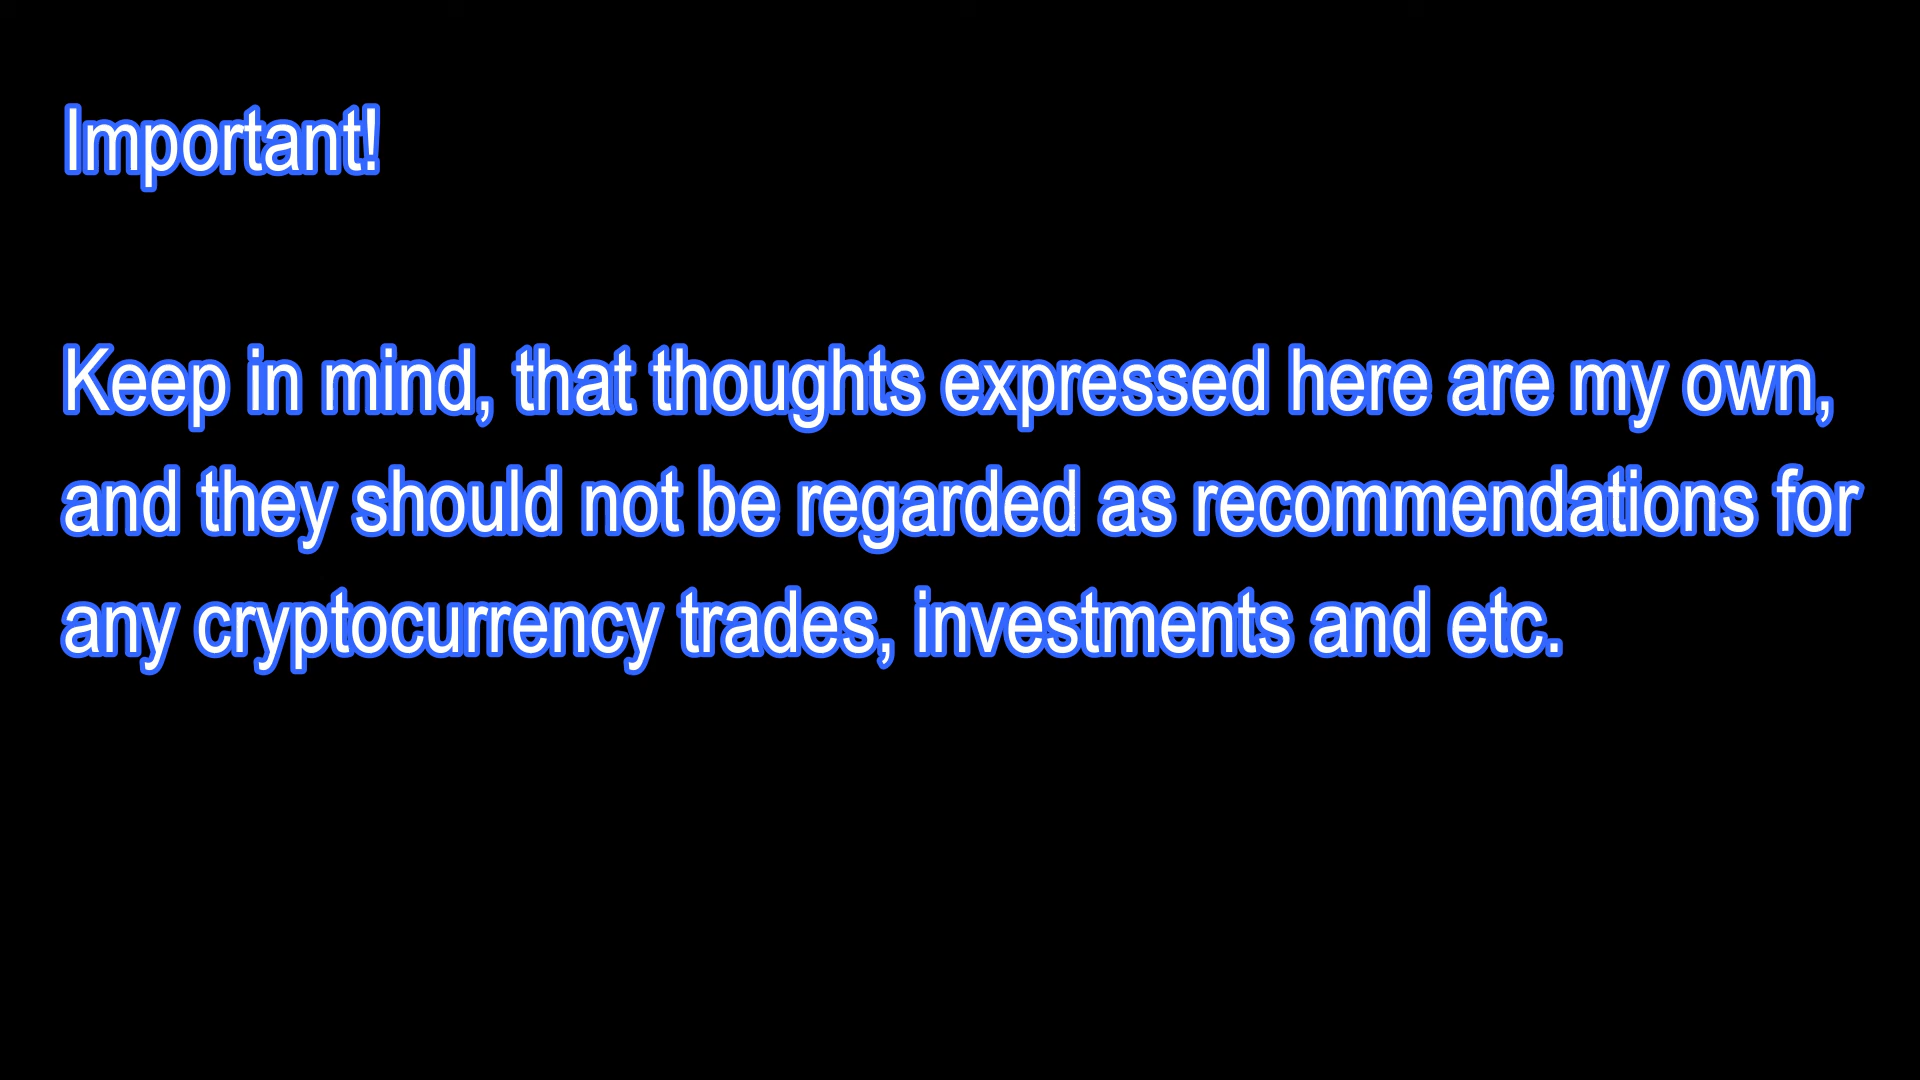 Important!
Keep in mind, that thoughts expressed here are my own,
and they should not be regarded as recommendations for
any cryptocurrency trades, investments and etc.